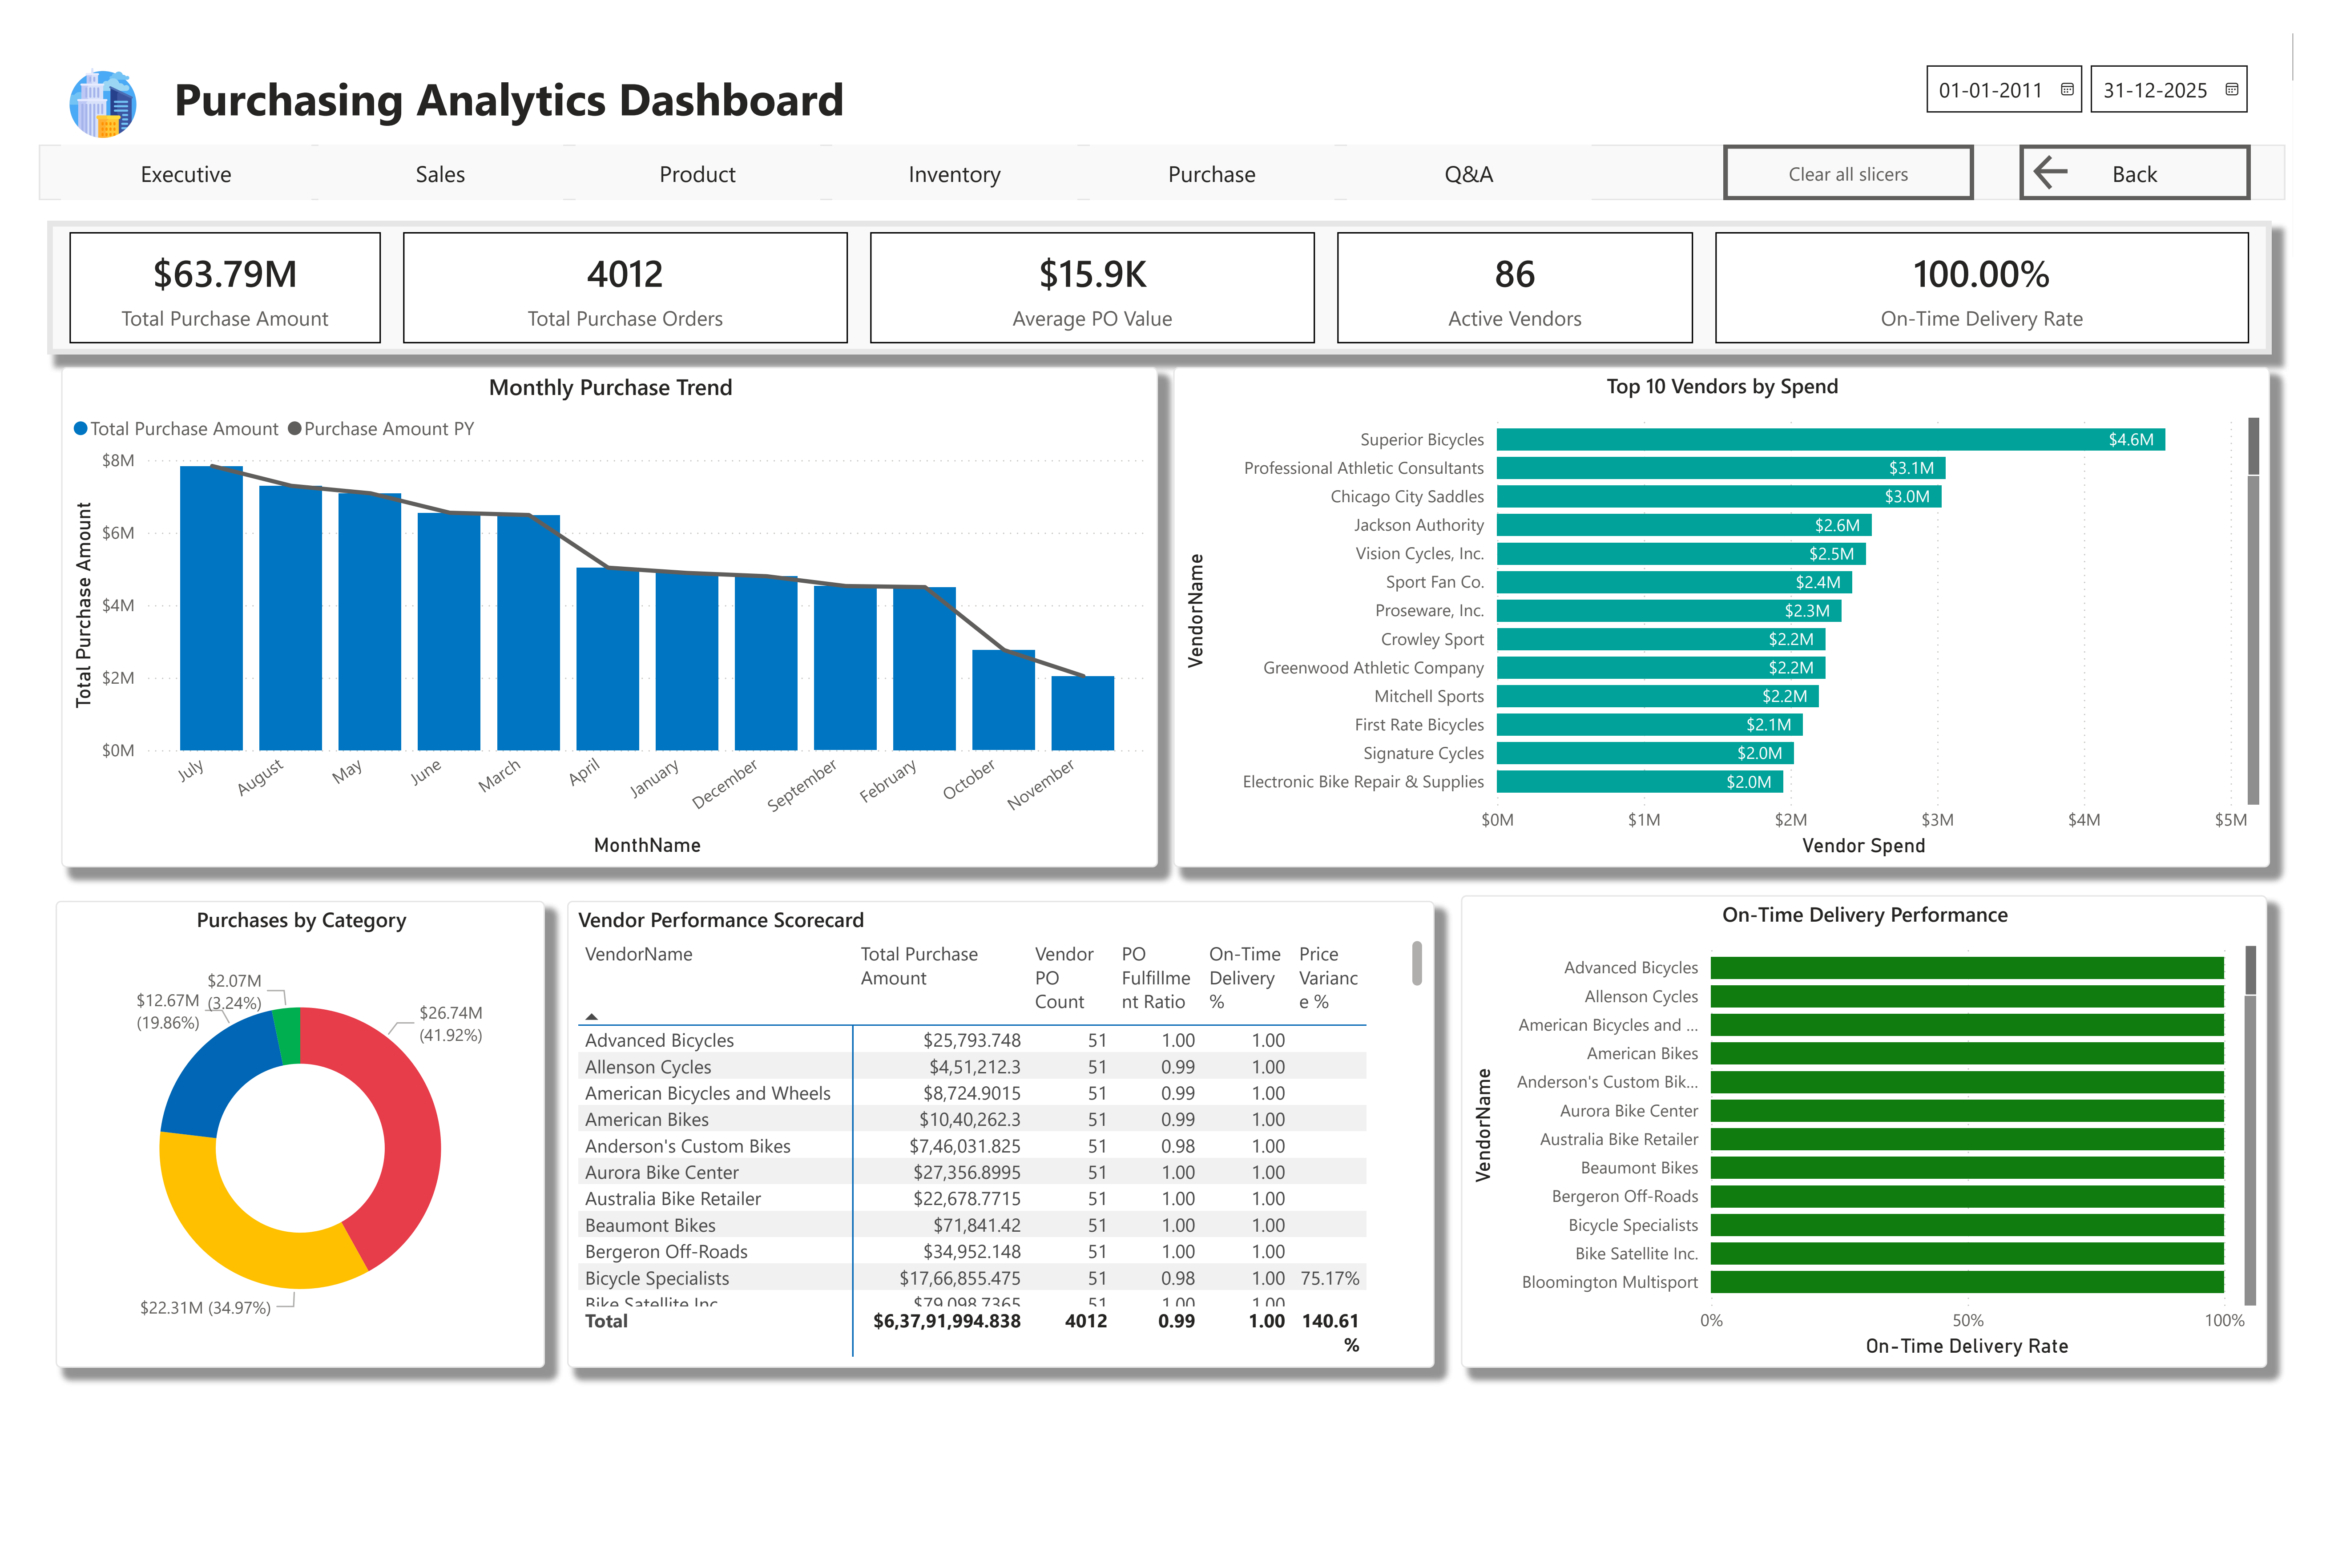 Purchasing Analytics Dashboard
01-01-2011
31-12-2025
Executive
Sales
Product
Inventory
Purchase
Q&A
Clear all slicers
Back
$63.79M
Total Purchase Amount
4012
Total Purchase Orders
$15.9K
Average PO Value
86
Active Vendors
100.00%
On-Time Delivery Rate
Monthly Purchase Trend
Total Purchase Amount Purchase Amount PY
Total Purchase Amount
$8M
$6M
$4M
$2M
$0M
July
August
May
June
March
April
January
December
September
February
October
November
MonthName
Top 10 Vendors by Spend
VendorName
Superior Bicycles $4.6M
Professional Athletic Consultants $3.1M
Chicago City Saddles $3.0M
Jackson Authority $2.6M
Vision Cycles, Inc. $2.5M
Sport Fan Co. $2.4M
Proseware, Inc. $2.3M
Crowley Sport $2.2M
Greenwood Athletic Company $2.2M
Mitchell Sports $2.2M
First Rate Bicycles $2.1M
Signature Cycles $2.0M
Electronic Bike Repair & Supplies $2.0M
$0M $1M $2M $3M $4M $5M
Vendor Spend
Purchases by Category
$2.07M
(3.24%)
$12.67M
(19.86%)
$26.74M
(41.92%)
$22.31M (34.97%)
Vendor Performance Scorecard
VendorName
Total Purchase
Amount
Vendor
PO
Count
PO
Fulfillme
nt Ratio
On-Time
Delivery
%
Price
Varianc
e %
Advanced Bicycles $25,793.748 51 1.00 1.00
Allenson Cycles $4,51,212.3 51 0.99 1.00
American Bicycles and Wheels $8,724.9015 51 0.99 1.00
American Bikes $10,40,262.3 51 0.99 1.00
Anderson's Custom Bikes $7,46,031.825 51 0.98 1.00
Aurora Bike Center $27,356.8995 51 1.00 1.00
Australia Bike Retailer $22,678.7715 51 1.00 1.00
Beaumont Bikes $71,841.42 51 1.00 1.00
Bergeron Off-Roads $34,952.148 51 1.00 1.00
Bicycle Specialists $17,66,855.475 51 0.98 1.00 75.17%
Bike Satellite Inc. $79,098.7365 51 1.00 1.00
Total $6,37,91,994.838 4012 0.99 1.00 140.61
%
On-Time Delivery Performance
VendorName
Advanced Bicycles
Allenson Cycles
American Bicycles and ...
American Bikes
Anderson's Custom Bik...
Aurora Bike Center
Australia Bike Retailer
Beaumont Bikes
Bergeron Off-Roads
Bicycle Specialists
Bike Satellite Inc.
Bloomington Multisport
0% 50% 100%
On-Time Delivery Rate